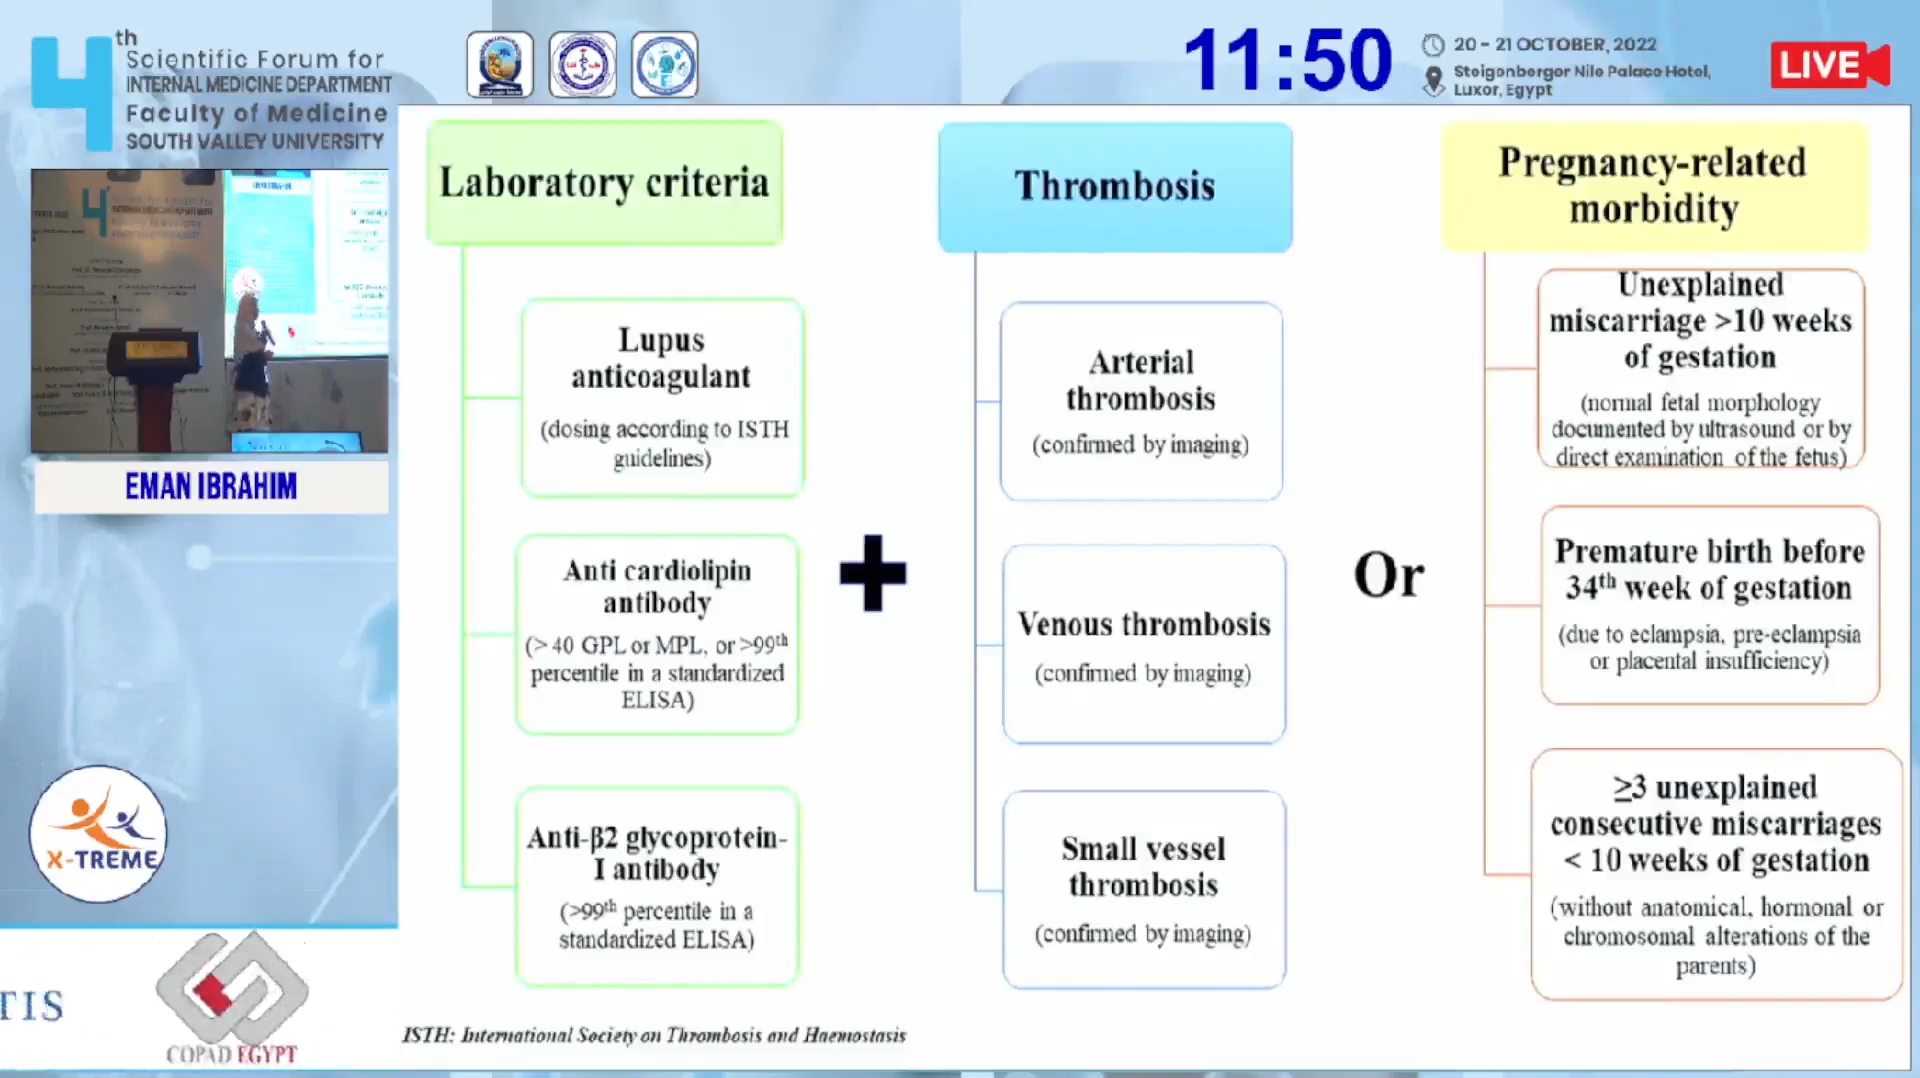 4th
Scientific Forum for
INTERNAL MEDICINE DEPARTMENT
Faculty of Medicine
SOUTH VALLEY UNIVERSITY
11:50
20 - 21 OCTOBER, 2022
Steigenberger Nile Palace Hotel,
Luxor, Egypt
LIVE
EMAN IBRAHIM
X-TREME
TIS
COPAD EGYPT
Laboratory criteria
Lupus
anticoagulant
(dosing according to ISTH
guidelines)
Anti cardiolipin
antibody
(> 40 GPL or MPL, or >99th
percentile in a standardized
ELISA)
Anti-β2 glycoprotein-
I antibody
(>99th percentile in a
standardized ELISA)
+
Thrombosis
Arterial
thrombosis
(confirmed by imaging)
Venous thrombosis
(confirmed by imaging)
Small vessel
thrombosis
(confirmed by imaging)
Or
Pregnancy-related
morbidity
Unexplained
miscarriage >10 weeks
of gestation
(normal fetal morphology
documented by ultrasound or by
direct examination of the fetus)
Premature birth before
34th week of gestation
(due to eclampsia, pre-eclampsia
or placental insufficiency)
≥3 unexplained
consecutive miscarriages
< 10 weeks of gestation
(without anatomical, hormonal or
chromosomal alterations of the
parents)
ISTH: International Society on Thrombosis and Haemostasis